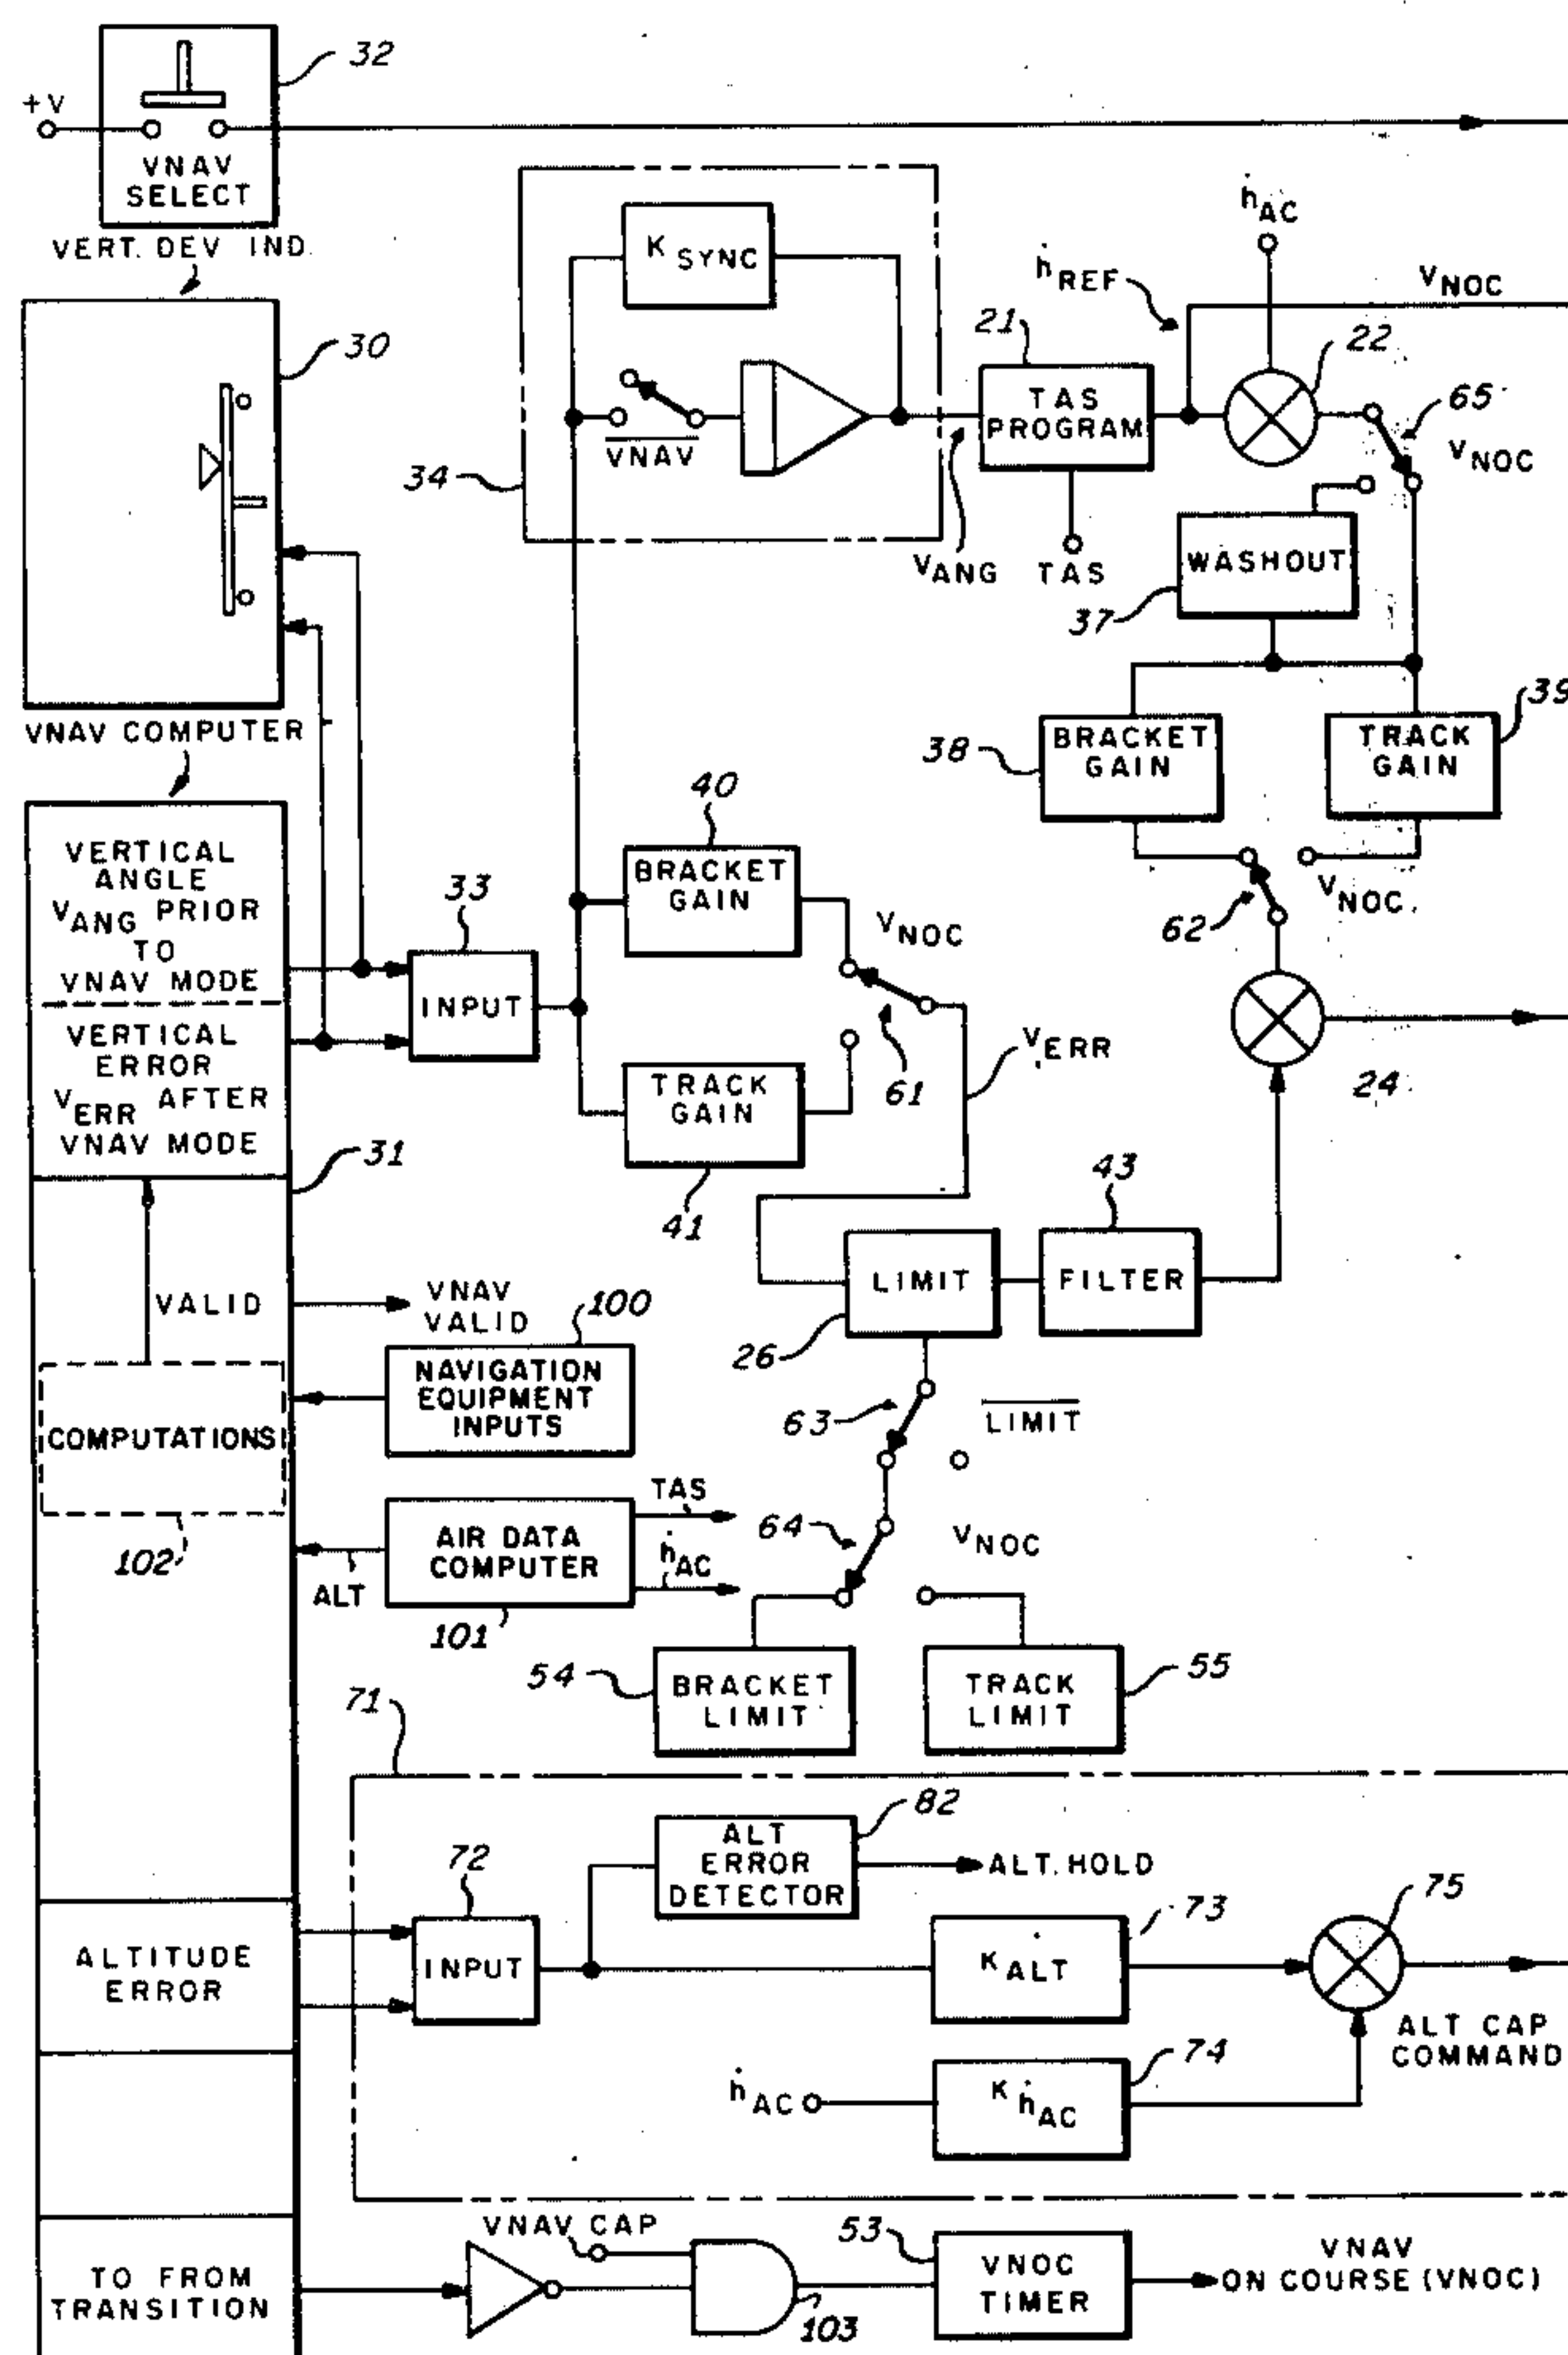 32
+V
VNAV
SELECT
VERT. DEV IND.
30
K SYNC
VNAV
34
VANG
21
TAS
PROGRAM
TAS
ḣREF
ḣAC
VNOC
22
65
VNOC
WASHOUT
37
38
BRACKET
GAIN
39
TRACK
GAIN
62
VNOC
24
VNAV COMPUTER
VERTICAL
ANGLE
VANG PRIOR
TO
VNAV MODE
VERTICAL
ERROR
VERR AFTER
VNAV MODE
31
33
INPUT
40
BRACKET
GAIN
VNOC
61
VERR
TRACK
GAIN
41
LIMIT
26
43
FILTER
63
LIMIT
64
VNOC
54
BRACKET
LIMIT
TRACK
LIMIT
55
VALID
VNAV
VALID
100
NAVIGATION
EQUIPMENT
INPUTS
COMPUTATIONS
102
ALT
AIR DATA
COMPUTER
101
TAS
ḣAC
71
82
ALT
ERROR
DETECTOR
ALT. HOLD
ALTITUDE
ERROR
72
INPUT
73
K ALT
75
ALT CAP
COMMAND
74
ḣAC
K ḣAC
TO FROM
TRANSITION
VNAV CAP
103
53
VNOC
TIMER
VNAV
ON COURSE (VNOC)